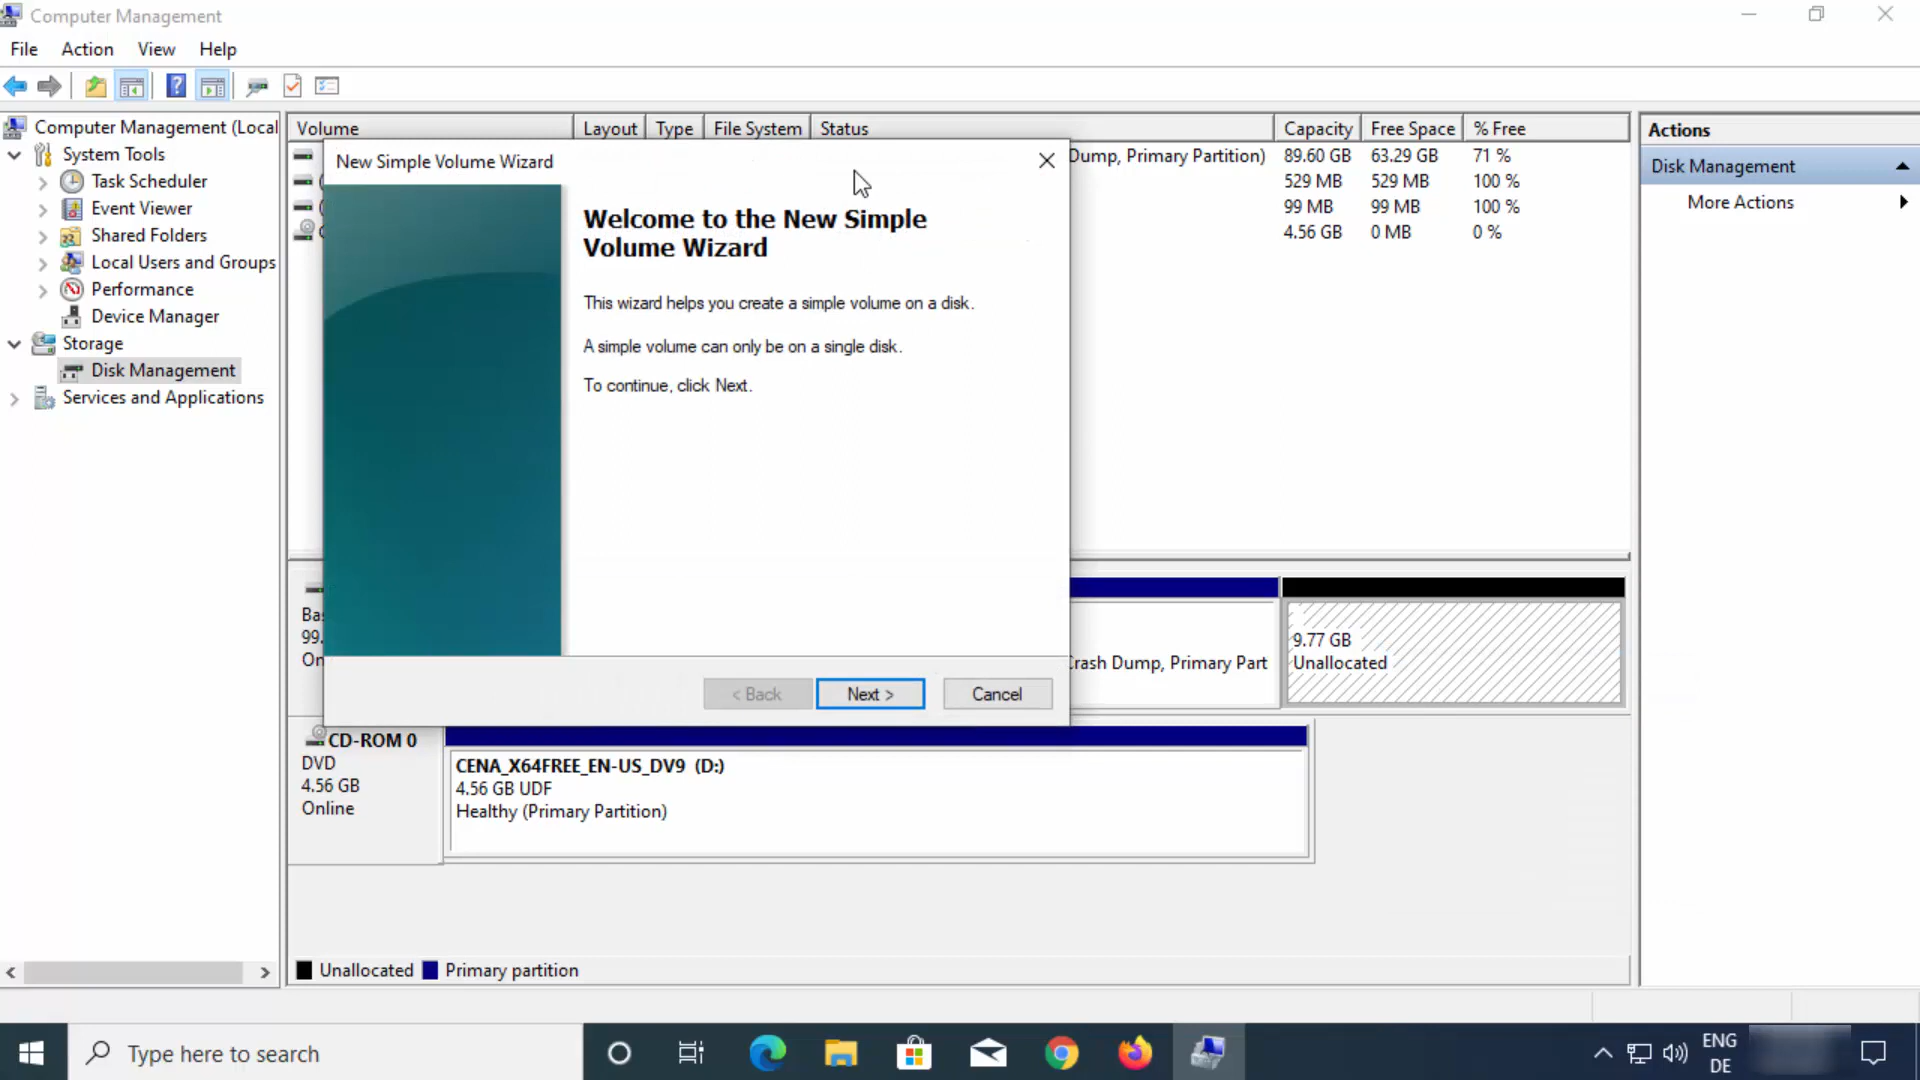 Computer Management
File Action View Help
Computer Management (Local
System Tools
Task Scheduler
Event Viewer
Shared Folders
Local Users and Groups
Performance
Device Manager
Storage
Disk Management
Services and Applications
Volume Layout Type File System Status Capacity Free Space % Free
Dump, Primary Partition) 89.60 GB 63.29 GB 71 %
529 MB 529 MB 100 %
99 MB 99 MB 100 %
4.56 GB 0 MB 0 %
New Simple Volume Wizard
Welcome to the New Simple
Volume Wizard
This wizard helps you create a simple volume on a disk.
A simple volume can only be on a single disk.
To continue, click Next.
< Back Next > Cancel
Bas
99.
On
Crash Dump, Primary Part
9.77 GB
Unallocated
CD-ROM 0
DVD
4.56 GB
Online
CENA_X64FREE_EN-US_DV9 (D:)
4.56 GB UDF
Healthy (Primary Partition)
Unallocated Primary partition
Actions
Disk Management
More Actions
Type here to search
ENG
DE